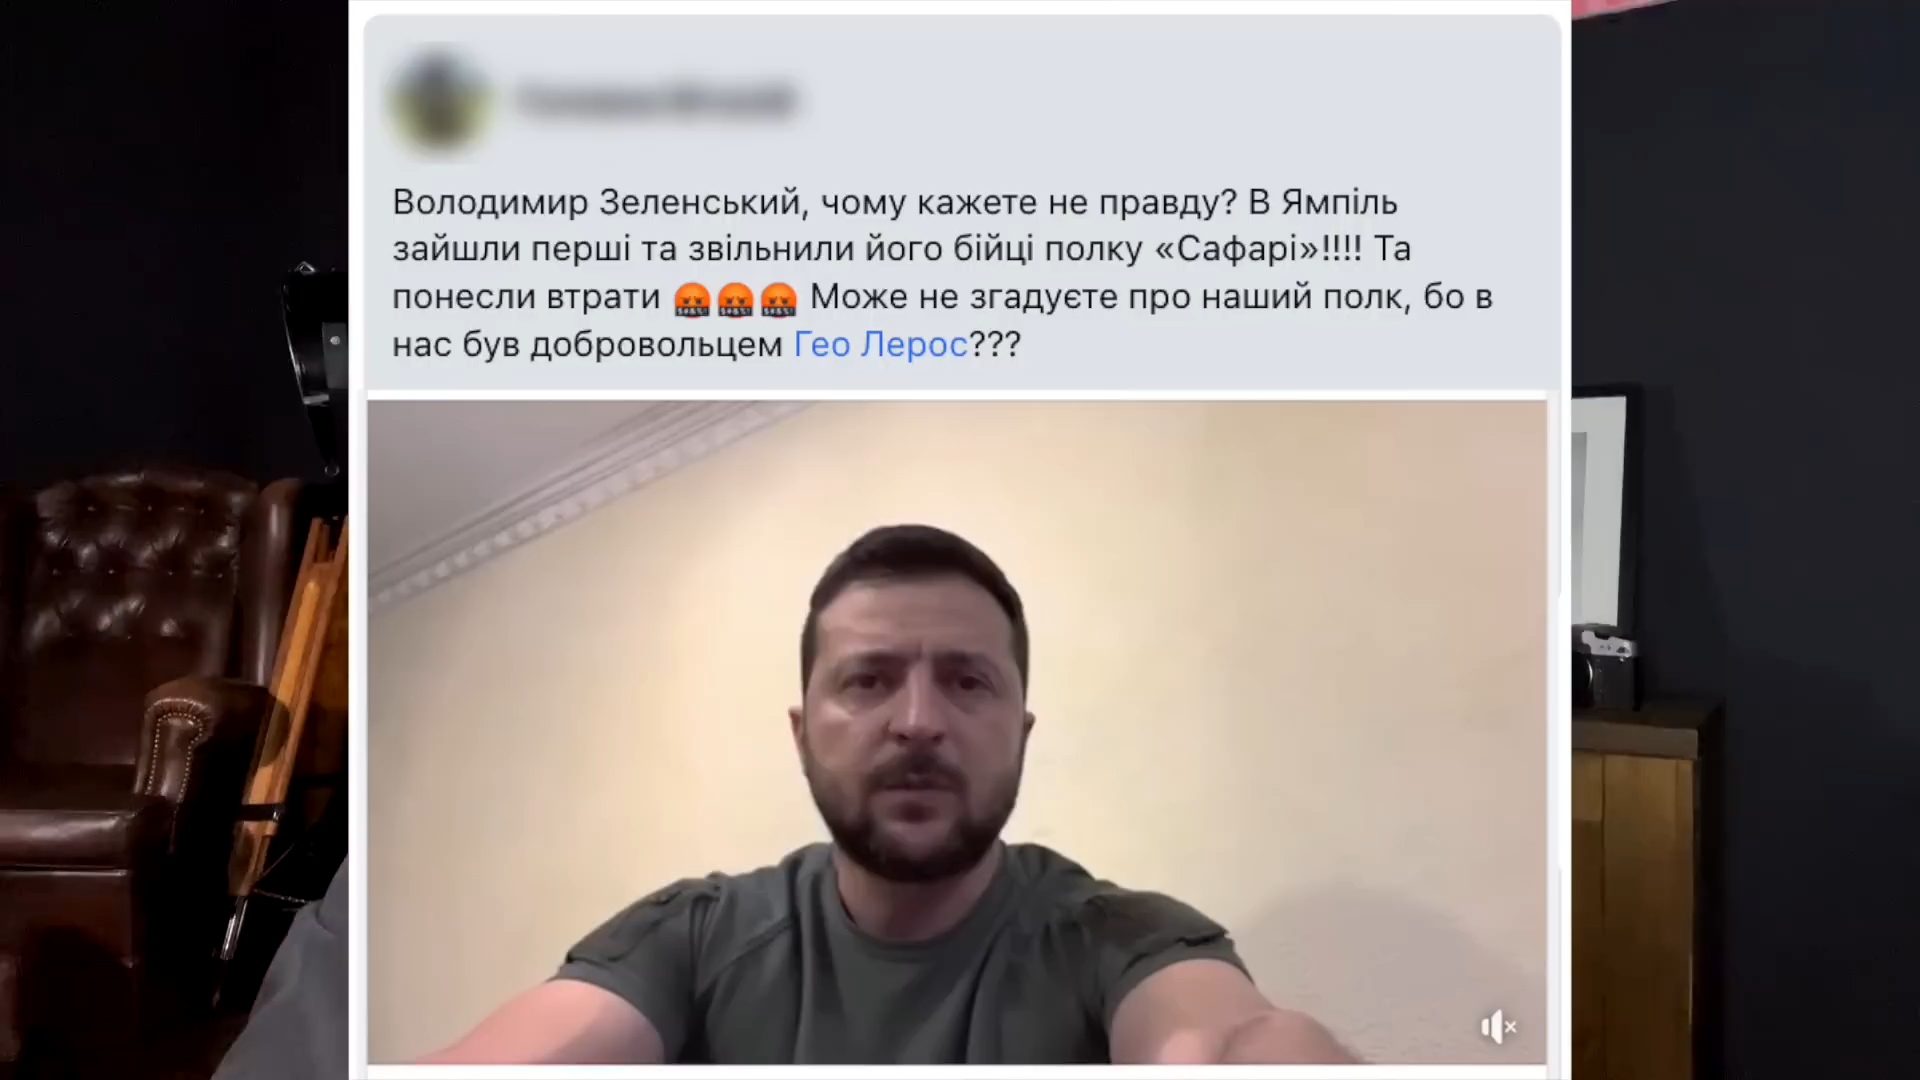 Володимир Зеленський, чому кажете не правду? В Ямпіль
зайшли перші та звільнили його бійці полку «Сафарі»!!!! Та
понесли втрати 🤬🤬🤬 Може не згадуєте про наший полк, бо в
нас був добровольцем Гео Лерос???